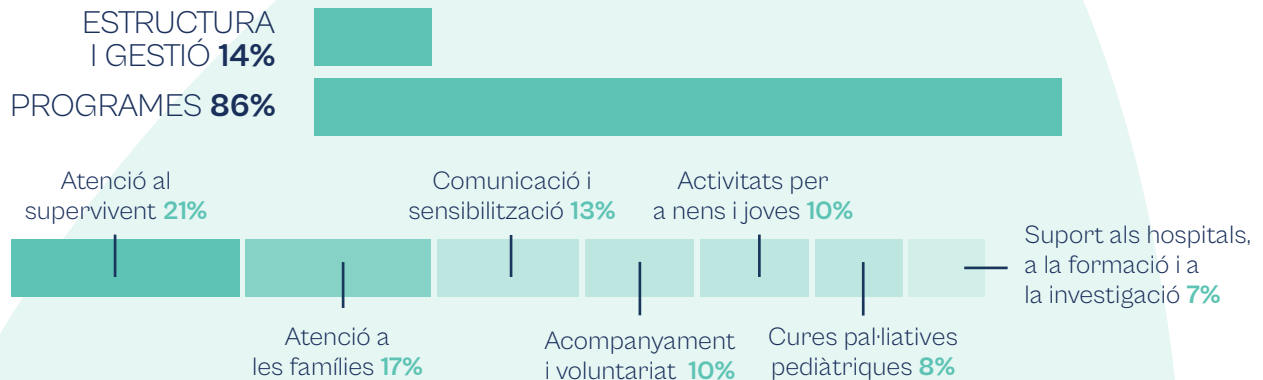 ESTRUCTURA
I GESTIÓ 14%
PROGRAMES 86%
Atenció al
supervivent 21%
Comunicació i
sensibilització 13%
Activitats per
a nens i joves 10%
Suport als hospitals,
a la formació i a
la investigació 7%
Atenció a
les famílies 17%
Acompanyament
i voluntariat 10%
Cures pal·liatives
pediàtriques 8%